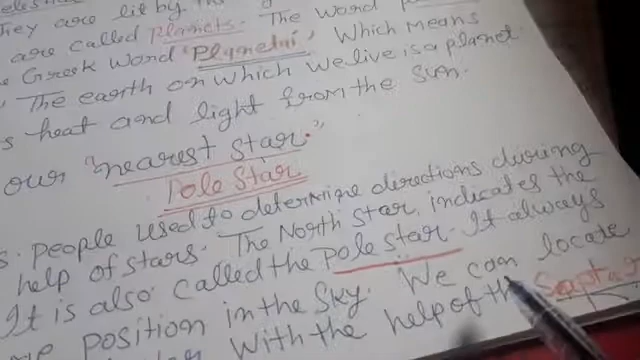 They are lit by
are called Planets. The word
Greek Word "Planetai" Which means
The earth on which we live is a planet
heat and light from the Sun.
our "nearest Star."
Pole Star
people used to determine directions during
help of stars. The North Star, indicates the
It is also called the pole star. It always
position in the Sky. We can locate
With the help of the Saptar